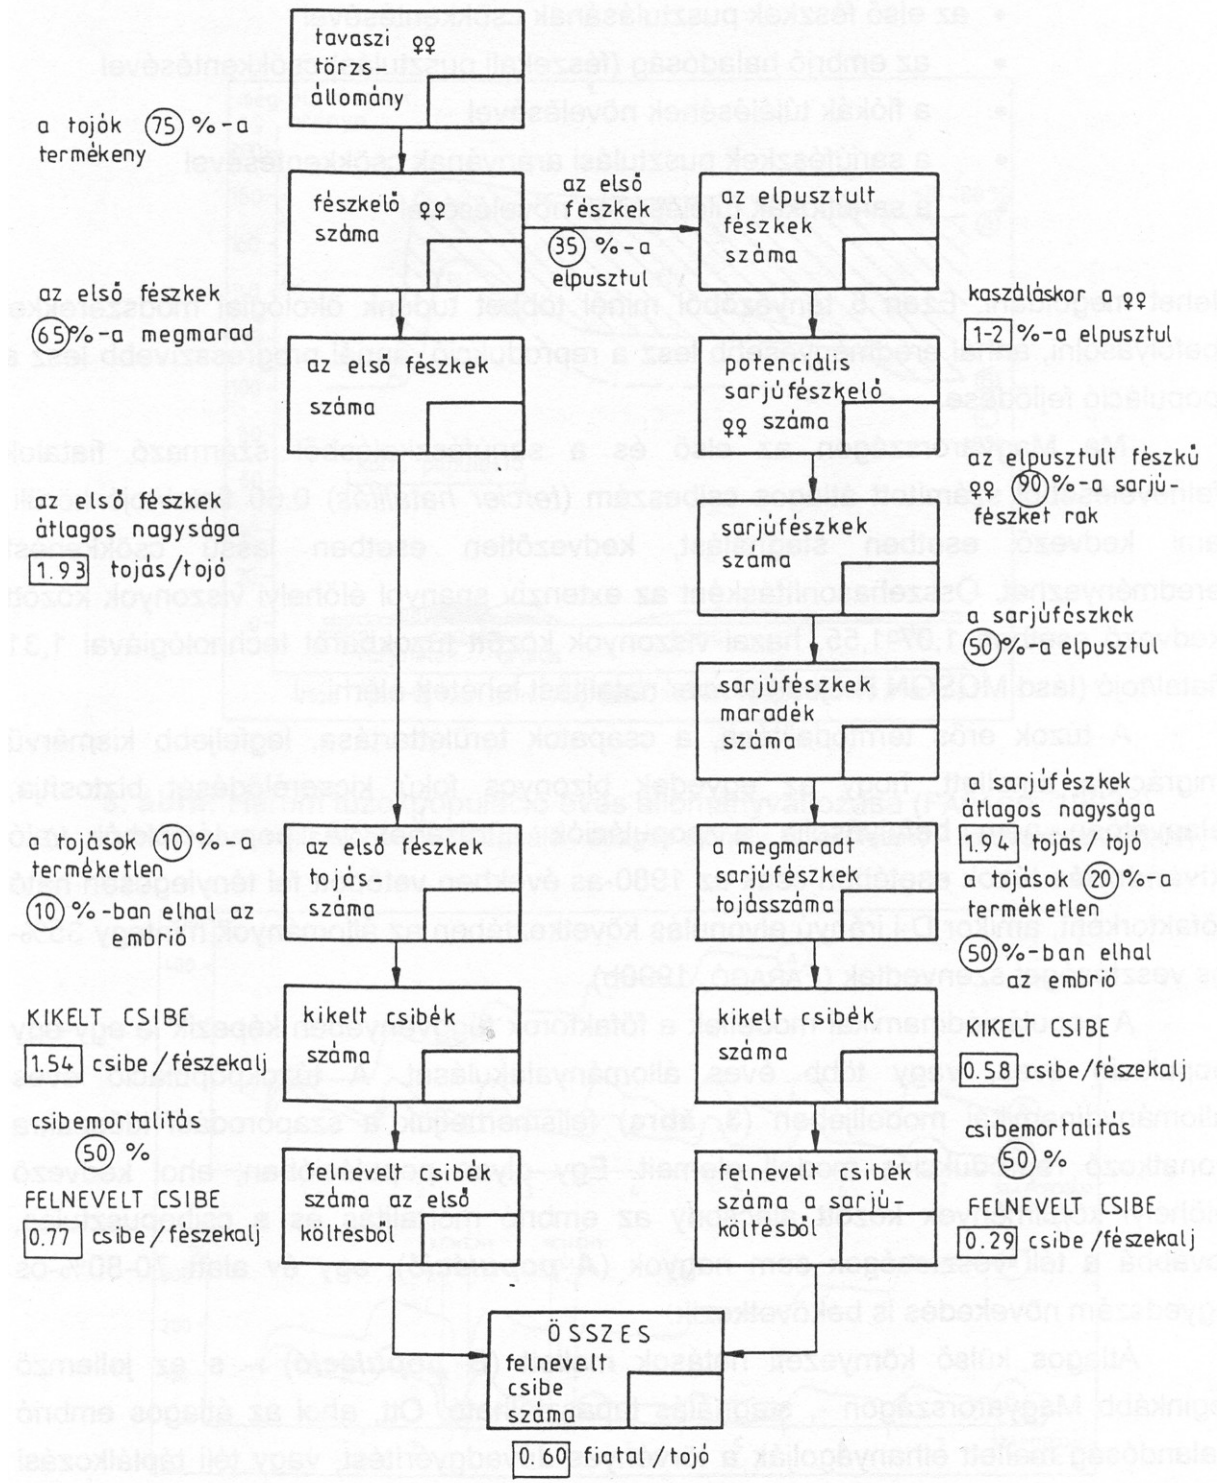 tavaszi ♀♀
törzs-
állomány
a tojók 75 %-a
termékeny
fészkelő ♀♀
száma
az első
fészkek
35 %-a
elpusztul
az elpusztult
fészkek
száma
az első fészkek
65%-a megmarad
kaszáláskor a ♀♀
1-2 %-a elpusztul
az első fészkek
száma
potenciális
sarjúfészkelő
♀♀ száma
az elpusztult fészkű
♀♀ 90 %-a sarjú-
fészket rak
az első fészkek
átlagos nagysága
1.93 tojás/tojó
sarjúfészkek
száma
a sarjúfészkek
50 %-a elpusztul
sarjúfészkek
maradék
száma
a sarjúfészkek
átlagos nagysága
1.94 tojás/tojó
a tojások 20 %-a
terméketlen
50 %-ban elhal
az embrió
a tojások 10 %-a
terméketlen
10 %-ban elhal az
embrió
az első fészkek
tojás-
száma
a megmaradt
sarjúfészkek
tojásszáma
KIKELT CSIBE
1.54 csibe/fészekalj
kikelt csibék
száma
kikelt csibék
száma
KIKELT CSIBE
0.58 csibe/fészekalj
csibemortalitás
50 %
FELNEVELT CSIBE
0.77 csibe/fészekalj
felnevelt csibék
száma az első
költésből
felnevelt csibék
száma a sarjú-
költésből
csibemortalitás
50 %
FELNEVELT CSIBE
0.29 csibe/fészekalj
ÖSSZES
felnevelt
csibe
száma
0.60 fiatal/tojó